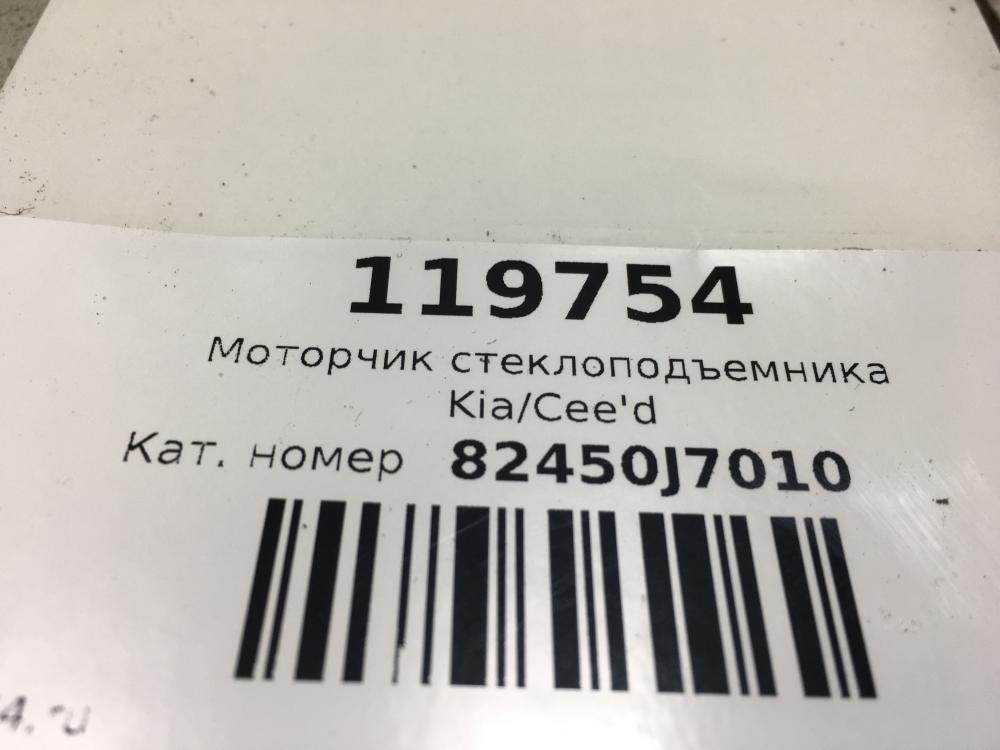 119754
Моторчик стеклоподъемника
Kia/Cee'd
Кат. номер 82450J7010